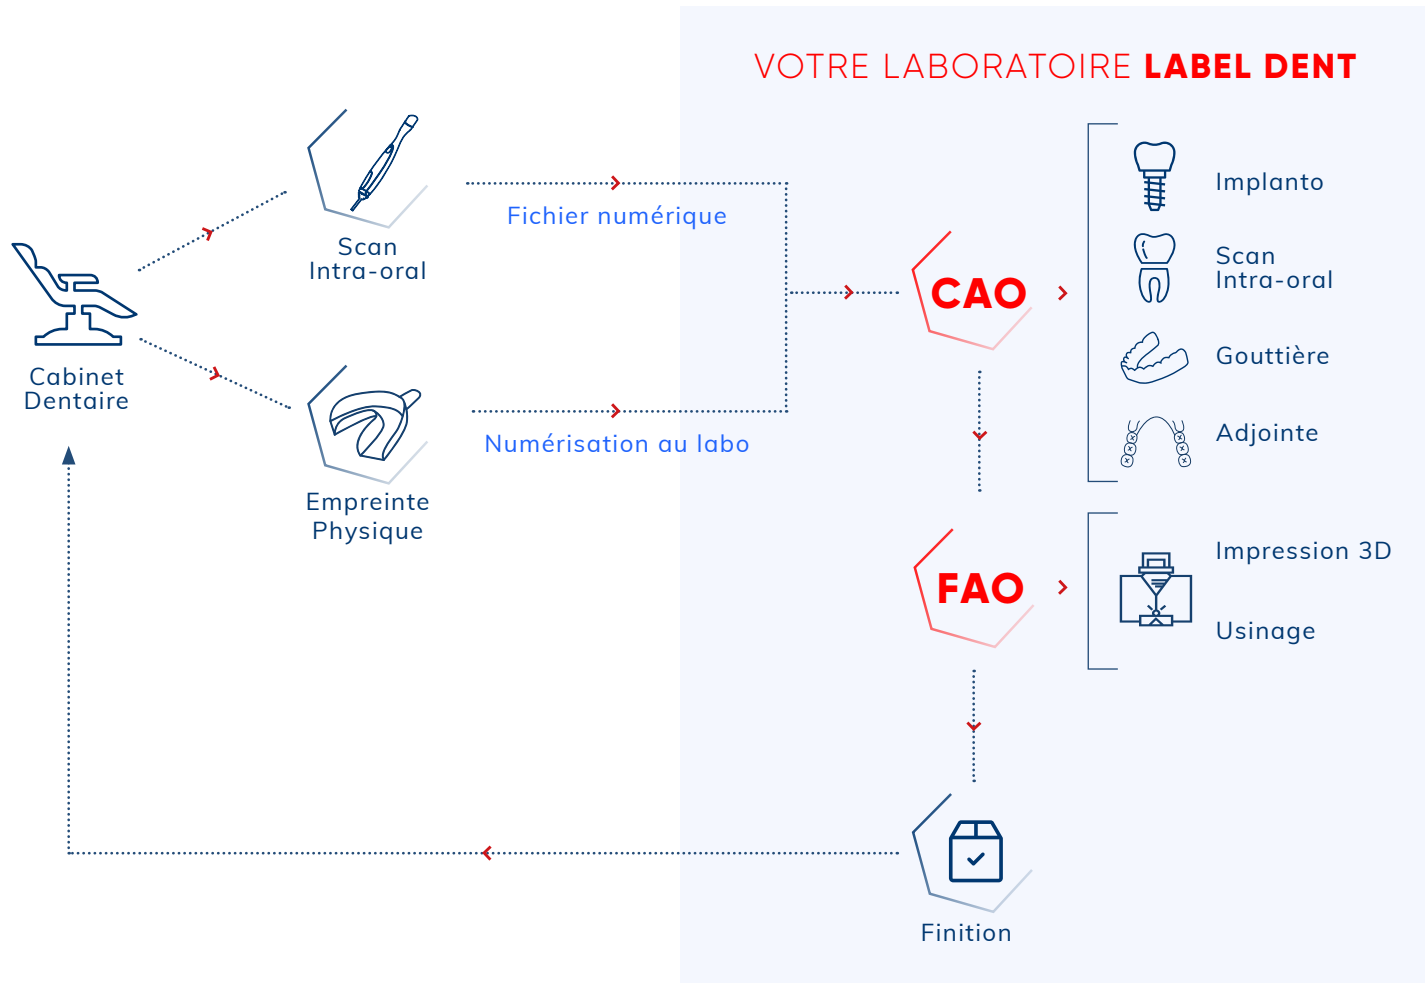 VOTRE LABORATOIRE LABEL DENT
Scan
Intra-oral
Fichier numérique
Cabinet
Dentaire
Empreinte
Physique
Numérisation au labo
CAO
Implanto
Scan
Intra-oral
Gouttière
Adjointe
FAO
Impression 3D
Usinage
Finition